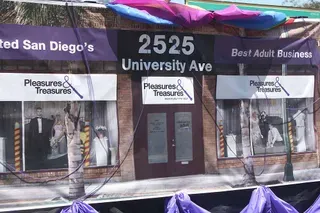 ted San Diego's
2525
University Ave
Best Adult Business
Pleasures & Treasures
Pleasures & Treasures
Pleasures & Treasures